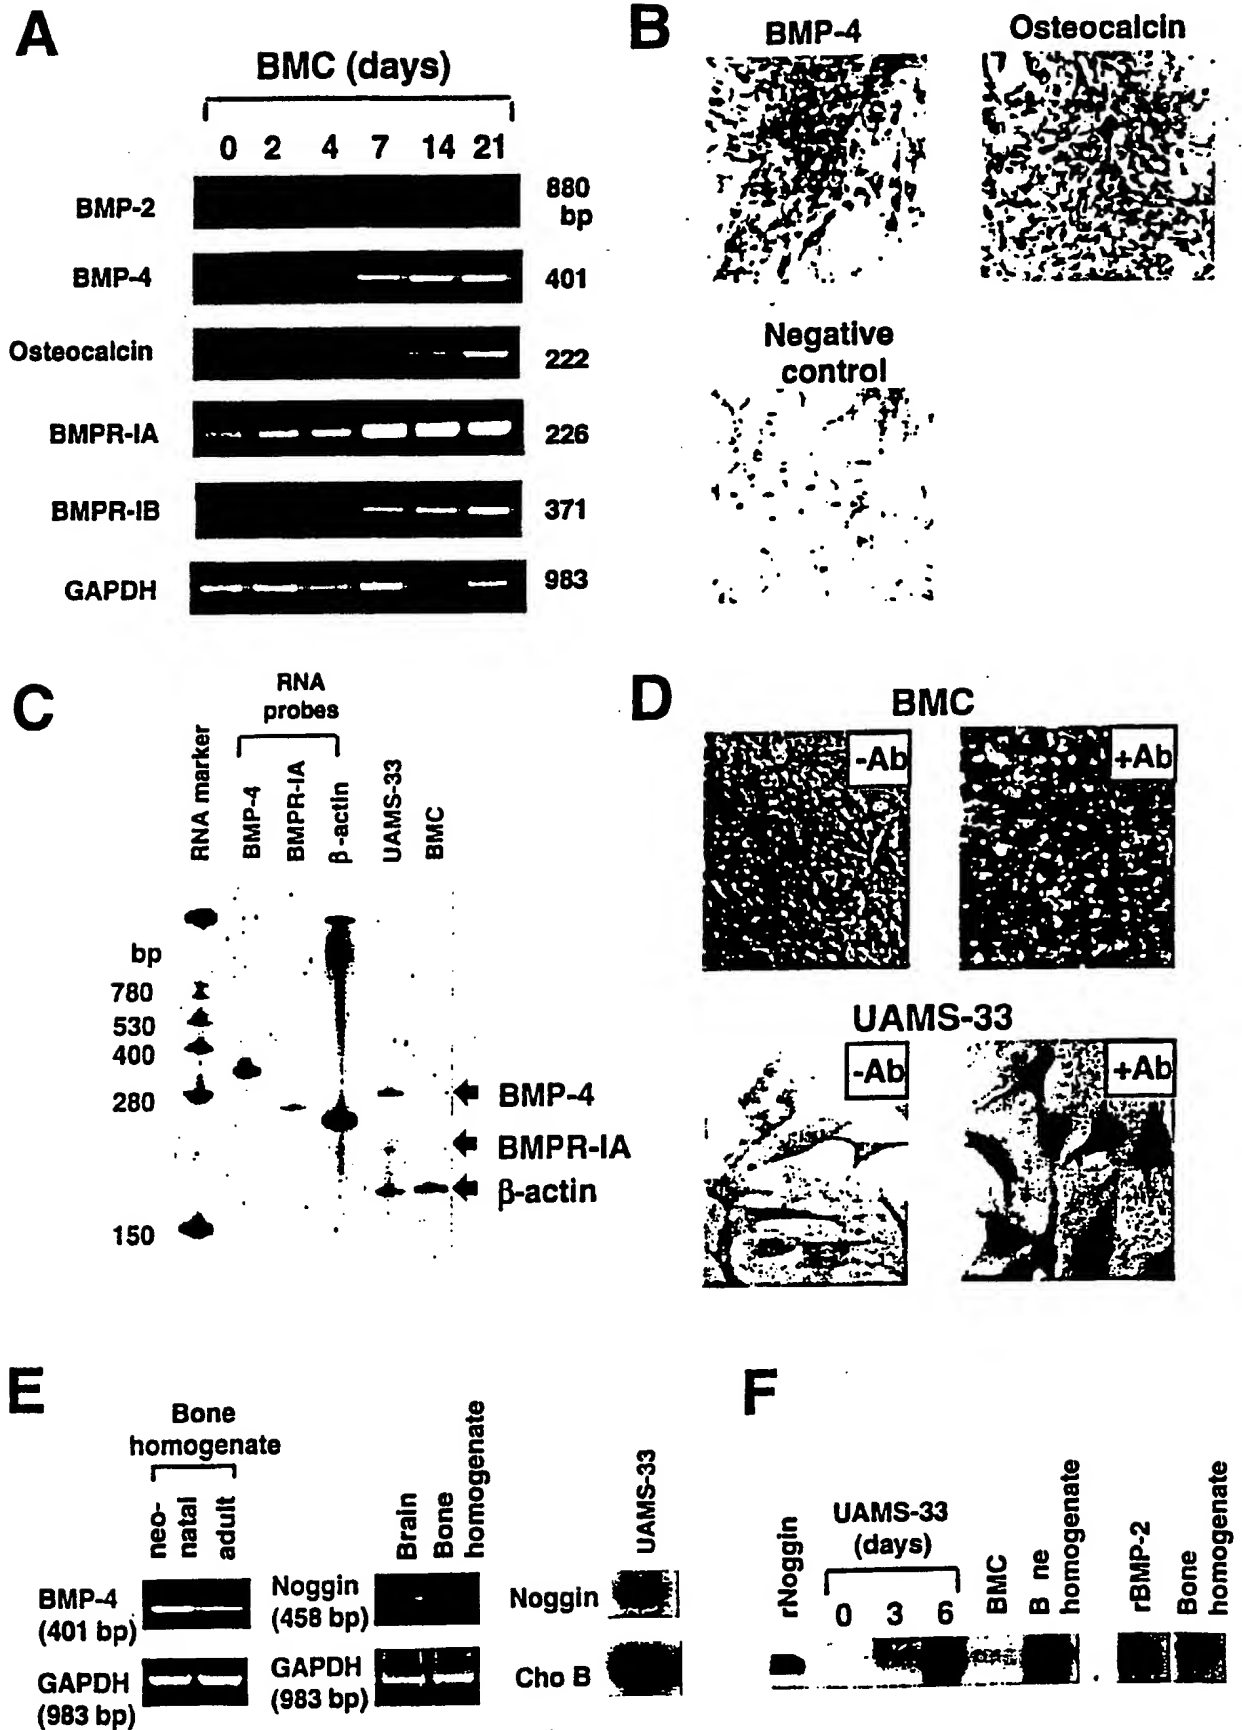 A
BMC (days)
0 2 4 7 14 21
BMP-2
880
bp
BMP-4
401
Osteocalcin
222
BMPR-IA
226
BMPR-IB
371
GAPDH
983
B
BMP-4
Osteocalcin
Negative
control
C
RNA
probes
RNA marker
BMP-4
BMPR-IA
β-actin
UAMS-33
BMC
bp
780
530
400
280
150
BMP-4
BMPR-IA
β-actin
D
BMC
-Ab
+Ab
UAMS-33
-Ab
+Ab
E
Bone
homogenate
neo-
natal
adult
BMP-4
(401 bp)
GAPDH
(983 bp)
Brain
Bone
homogenate
Noggin
(458 bp)
GAPDH
(983 bp)
UAMS-33
Noggin
Cho B
F
rNoggin
UAMS-33
(days)
0 3 6
BMC
B ne
homogenate
rBMP-2
Bone
homogenate